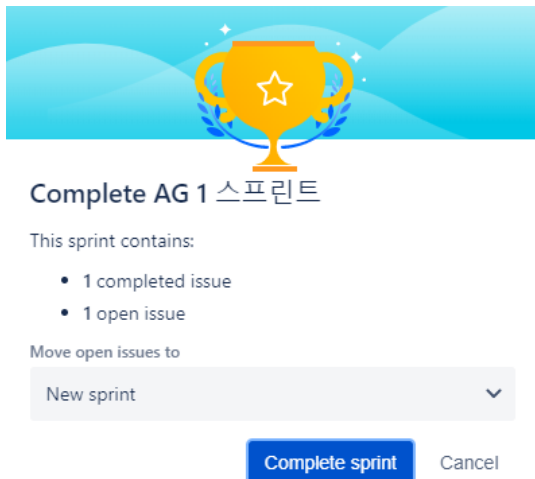 Complete AG 1 스프린트
This sprint contains:
1 completed issue
1 open issue
Move open issues to
New sprint
Complete sprint Cancel